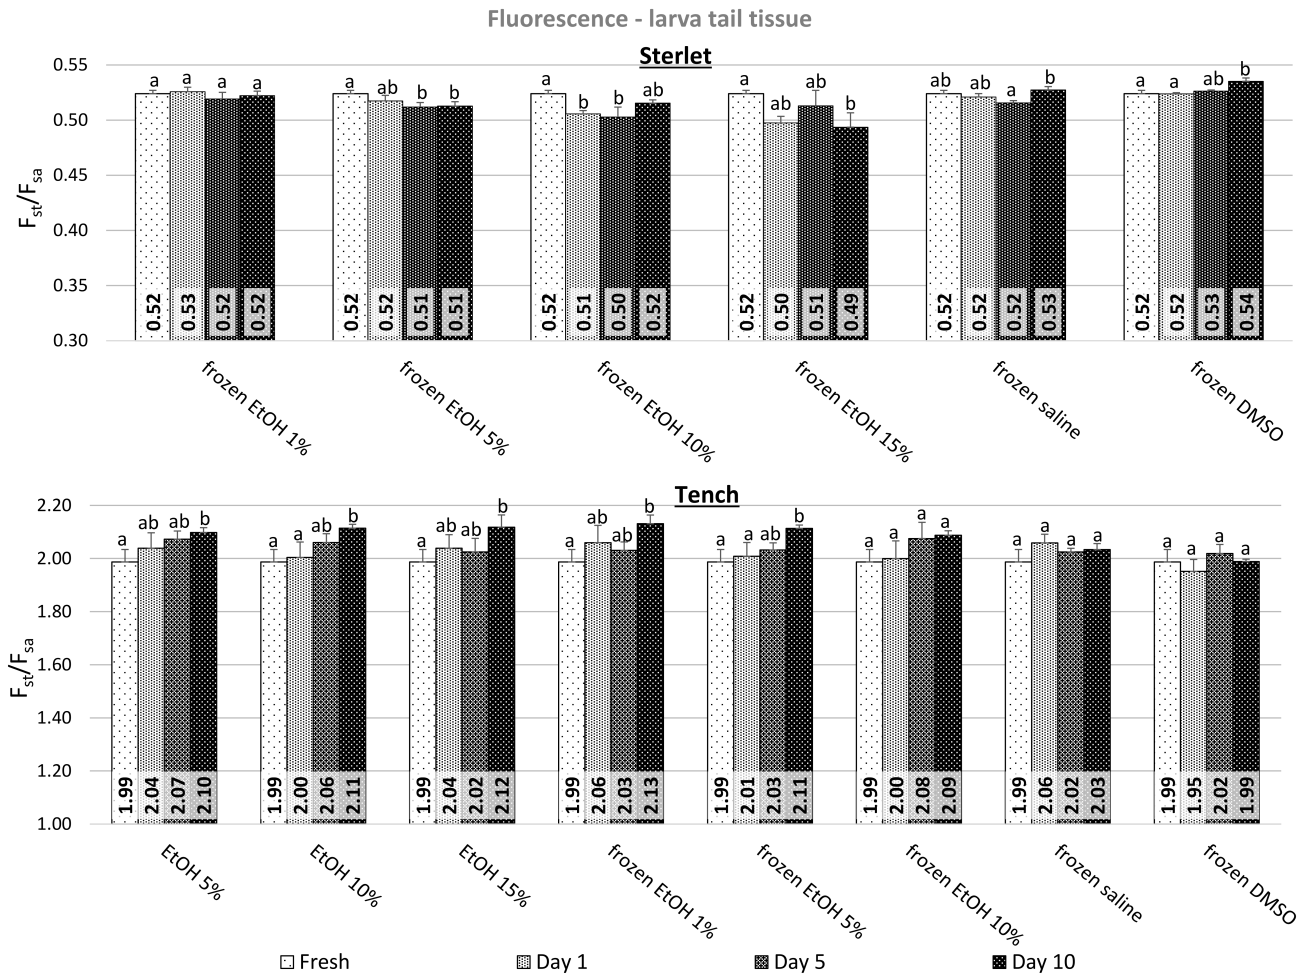 Fluorescence - larva tail tissue
Sterlet
Fst/Fsa
0.55
0.50
0.45
0.40
0.35
0.30
a a a a
a ab b b
a b b ab
a ab ab b
ab ab a b
a a ab b
0.52 0.53 0.52 0.52
0.52 0.52 0.51 0.51
0.52 0.51 0.50 0.52
0.52 0.50 0.51 0.49
0.52 0.52 0.52 0.53
0.52 0.52 0.53 0.54
frozen EtOH 1%
frozen EtOH 5%
frozen EtOH 10%
frozen EtOH 15%
frozen saline
frozen DMSO
Tench
Fst/Fsa
2.20
2.00
1.80
1.60
1.40
1.20
1.00
a ab ab b
a a ab b
a ab ab b
a ab ab b
a a ab b
a a a a
a a a a
a a a a
1.99 2.04 2.07 2.10
1.99 2.00 2.06 2.11
1.99 2.04 2.02 2.12
1.99 2.06 2.03 2.13
1.99 2.01 2.03 2.11
1.99 2.00 2.08 2.09
1.99 2.06 2.02 2.03
1.99 1.95 2.02 1.99
EtOH 5%
EtOH 10%
EtOH 15%
frozen EtOH 1%
frozen EtOH 5%
frozen EtOH 10%
frozen saline
frozen DMSO
Fresh Day 1 Day 5 Day 10